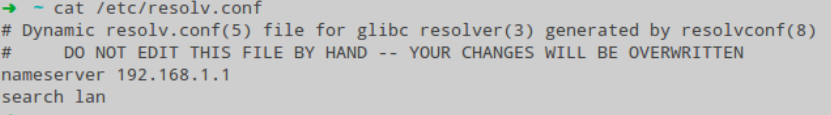 ➜ ~ cat /etc/resolv.conf
# Dynamic resolv.conf(5) file for glibc resolver(3) generated by resolvconf(8)
#     DO NOT EDIT THIS FILE BY HAND -- YOUR CHANGES WILL BE OVERWRITTEN
nameserver 192.168.1.1
search lan